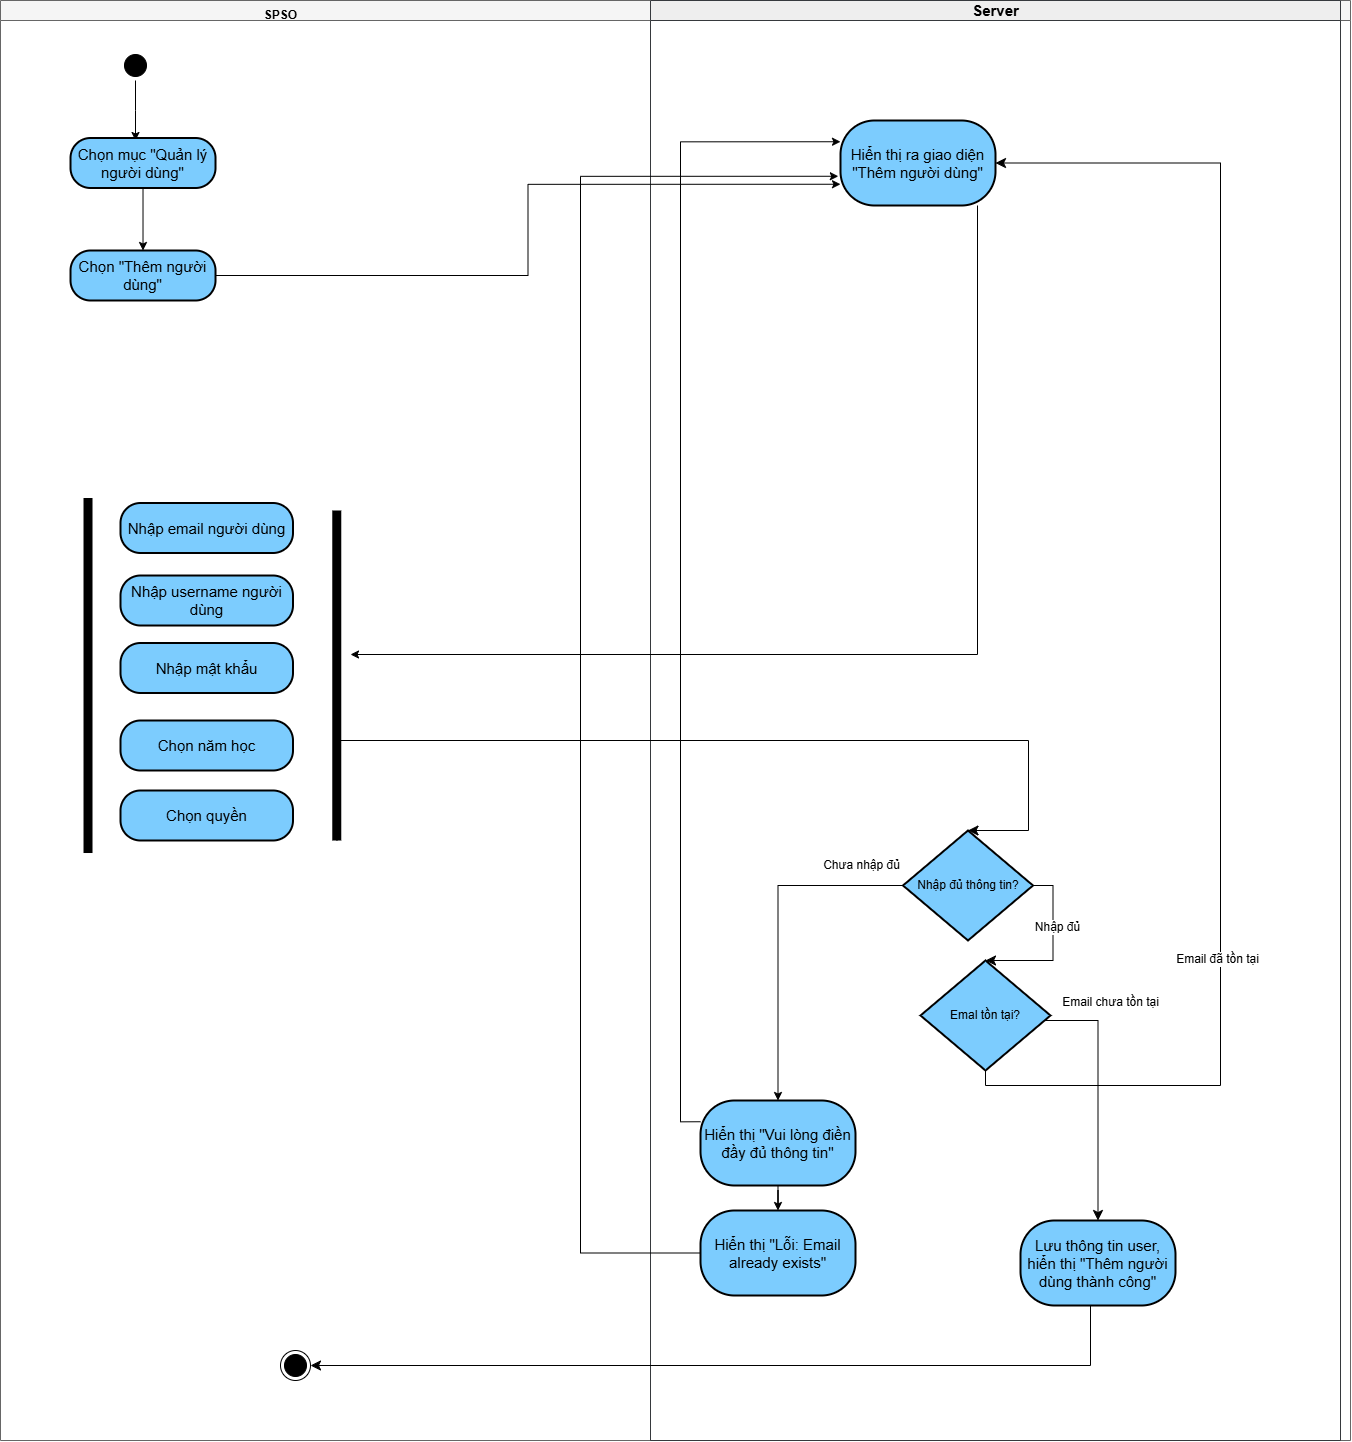 SPSO
Server
Chọn mục "Quản lý
người dùng"
Hiển thị ra giao diện
"Thêm người dùng"
Chọn "Thêm người
dùng"
Nhập email người dùng
Nhập username người
dùng
Nhập mật khẩu
Chọn năm học
Chọn quyền
Chưa nhập đủ
Nhập đủ thông tin?
Nhập đủ
Email đã tồn tại
Emal tồn tại?
Email chưa tồn tại
Hiển thị "Vui lòng điền
đầy đủ thông tin"
Hiển thị "Lỗi: Email
already exists"
Lưu thông tin user,
hiển thị "Thêm người
dùng thành công"